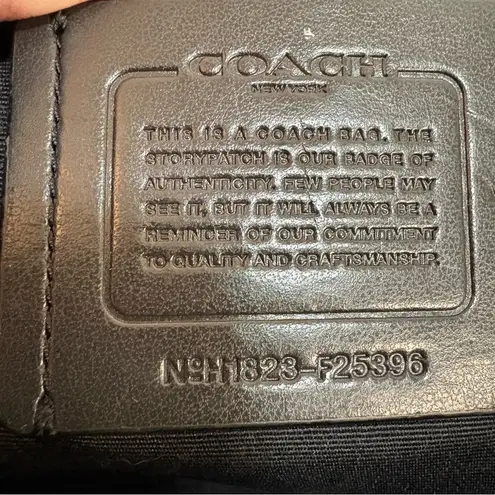 COACH
NEW YORK
THIS IS A COACH BAG. THE
STORYPATCH IS OUR BADGE OF
AUTHENTICITY. FEW PEOPLE MAY
SEE IT, BUT IT WILL ALWAYS BE A
REMINDER OF OUR COMMITMENT
TO QUALITY AND CRAFTSMANSHIP.
NºH1823-F25396